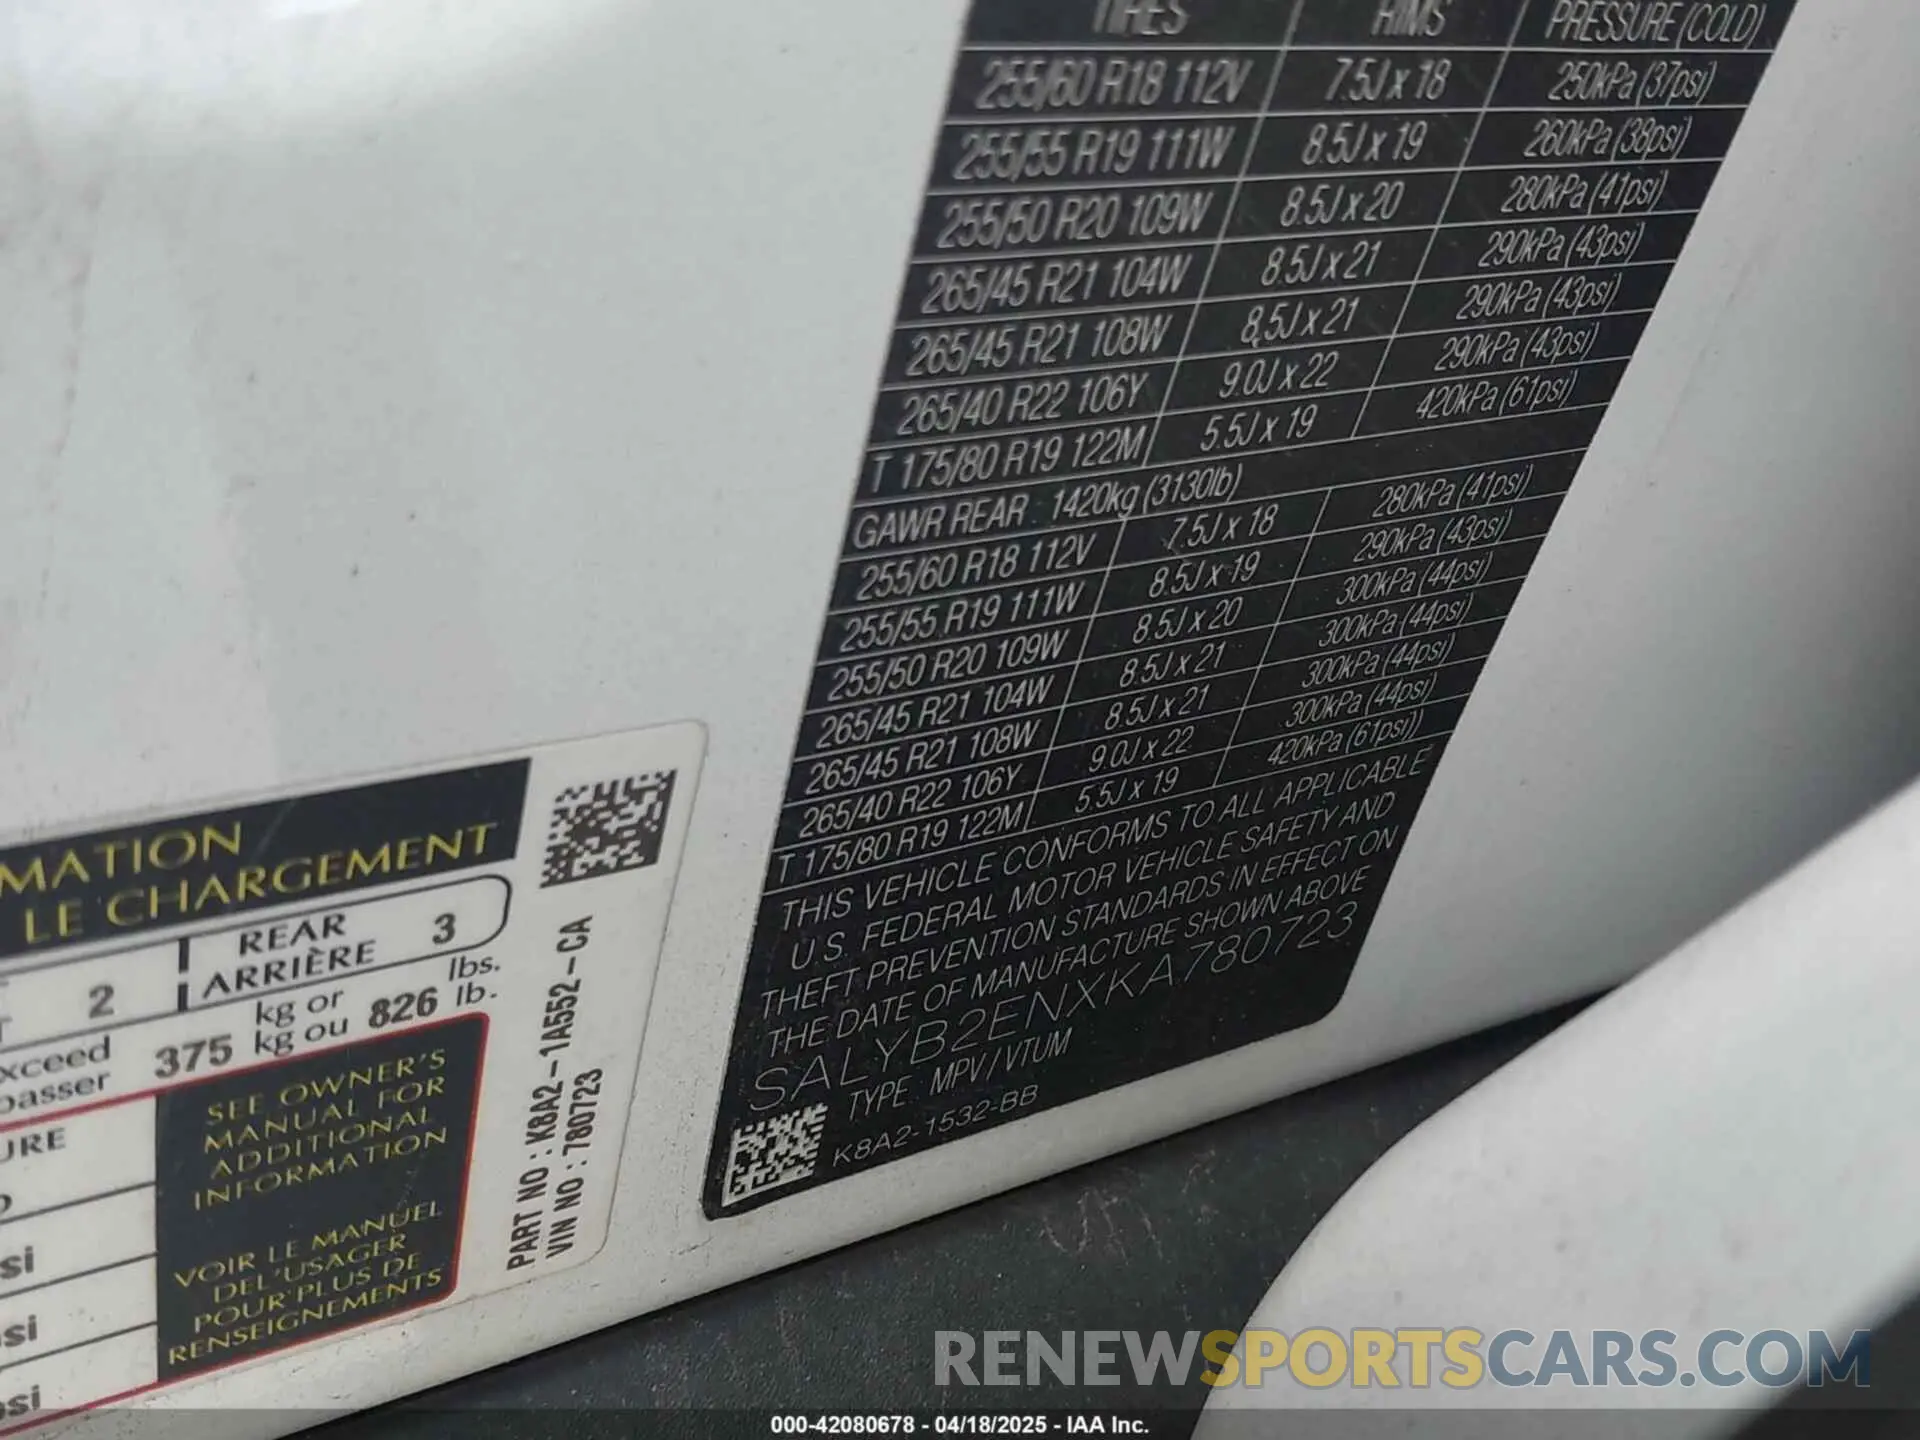 TIRES RIMS PRESSURE (COLD)
255/60 R18 112V 7.5J x 18 250kPa (37psi)
255/55 R19 111W 8.5J x 19 260kPa (38psi)
255/50 R20 109W 8.5J x 20 280kPa (41psi)
265/45 R21 104W 8.5J x 21 290kPa (43psi)
265/45 R21 108W 8.5J x 21 290kPa (43psi)
265/40 R22 106Y 9.0J x 22 290kPa (43psi)
T 175/80 R19 122M 5.5J x 19 420kPa (61psi)
GAWR REAR : 1420kg (3130lb)
255/60 R18 112V 7.5J x 18 280kPa (41psi)
255/55 R19 111W 8.5J x 19 290kPa (43psi)
255/50 R20 109W 8.5J x 20 300kPa (44psi)
265/45 R21 104W 8.5J x 21 300kPa (44psi)
265/45 R21 108W 8.5J x 21 300kPa (44psi)
265/40 R22 106Y 9.0J x 22 300kPa (44psi)
T 175/80 R19 122M 5.5J x 19 420kPa (61psi))
THIS VEHICLE CONFORMS TO ALL APPLICABLE
U.S. FEDERAL MOTOR VEHICLE SAFETY AND
THEFT PREVENTION STANDARDS IN EFFECT ON
THE DATE OF MANUFACTURE SHOWN ABOVE
SALYB2ENXKA780723
TYPE: MPV / VTUM
K8A2-1532-BB
MATION
LE CHARGEMENT
2 REAR 3
ARRIÈRE
xceed 375 kg or 826 lbs.
passer kg ou lb.
URE
SEE OWNER'S
MANUAL FOR
ADDITIONAL
INFORMATION
VOIR LE MANUEL
DEL'USAGER
POUR PLUS DE
RENSEIGNEMENTS
si
si
si
PART NO : K8A2-1A552-CA
VIN NO : 780723
RENEWSPORTSCARS.COM
000-42080678 - 04/18/2025 - IAA Inc.